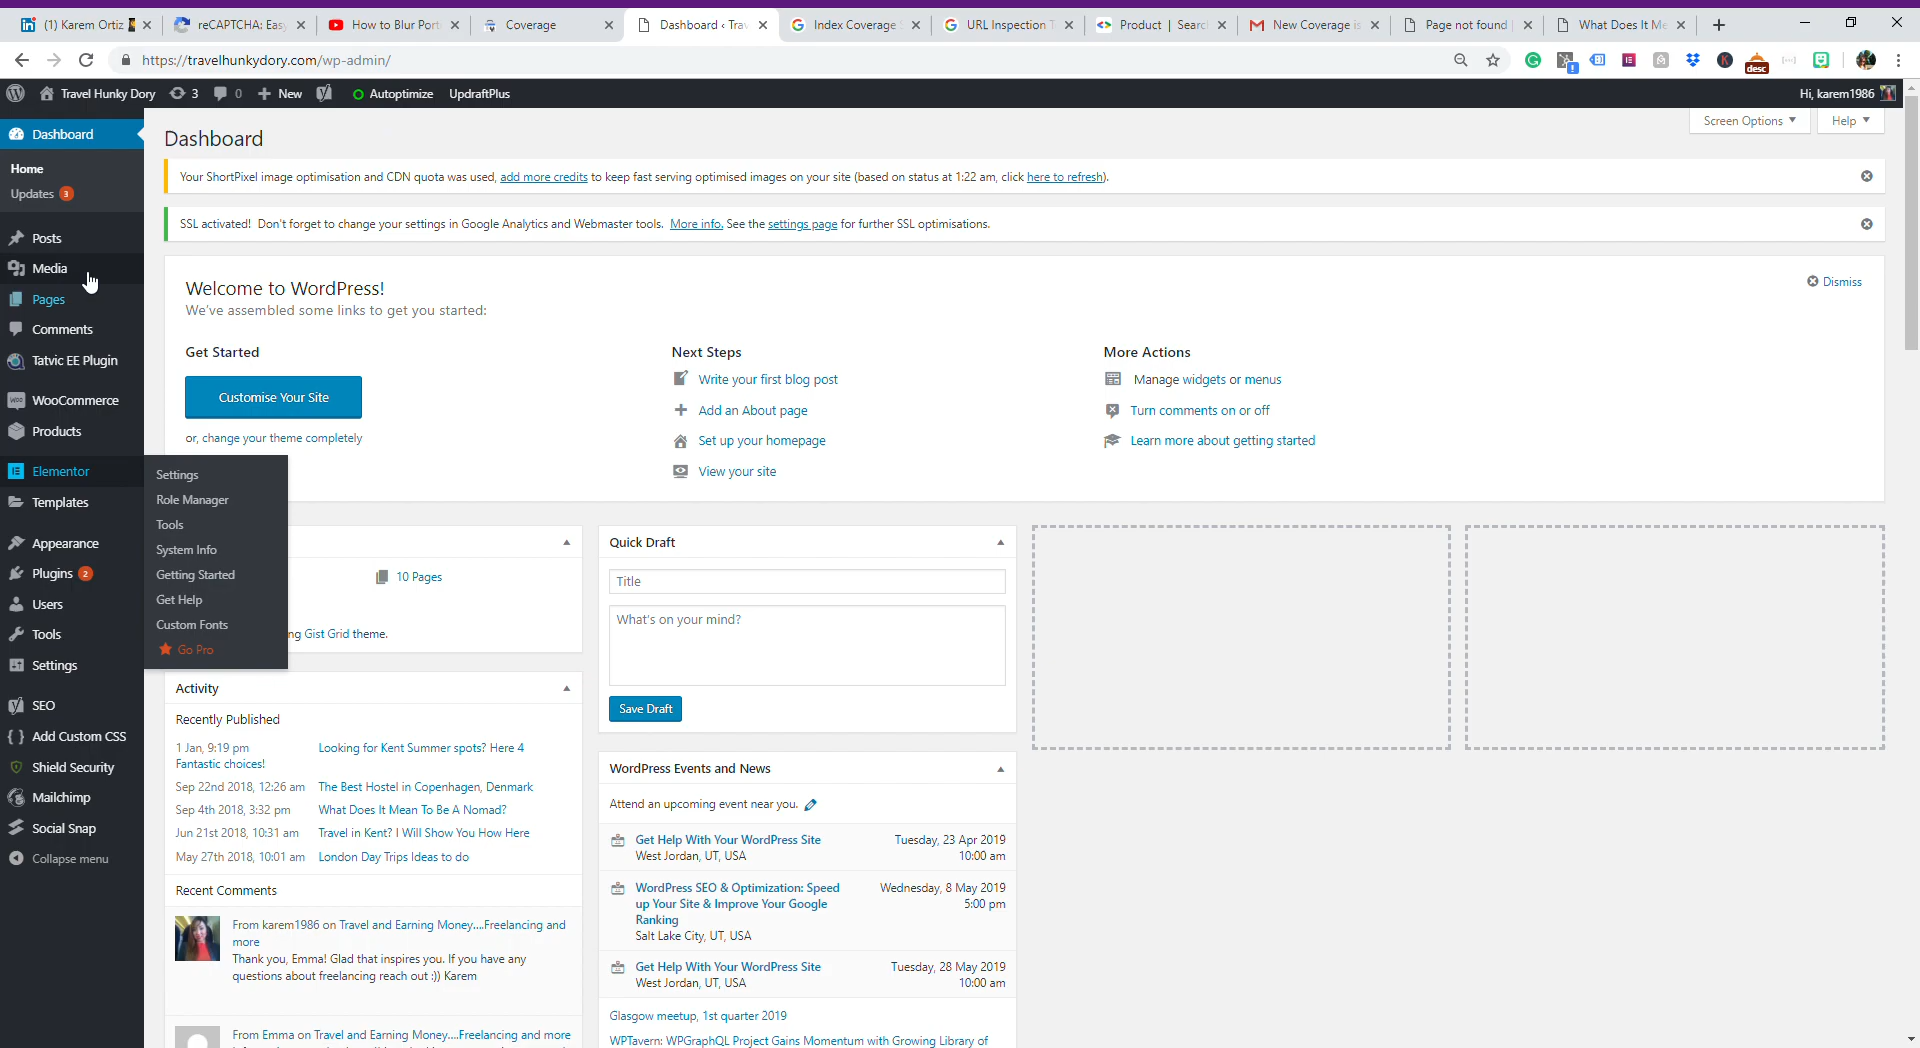 (1) Karem Ortiz
reCAPTCHA: Eas
How to Blur Port
Coverage
Dashboard ‹ Trav
Index Coverage S
URL Inspection T
Product | Searc
New Coverage is
Page not found
What Does It Me
https://travelhunkydory.com/wp-admin/
desc
Travel Hunky Dory
3
0
New
Autoptimize
UpdraftPlus
Hi, karem1986
Dashboard
Home
Updates 3
Posts
Media
Pages
Comments
Tatvic EE Plugin
WooCommerce
Products
Elementor
Templates
Appearance
Plugins 2
Users
Tools
Settings
SEO
Add Custom CSS
Shield Security
Mailchimp
Social Snap
Collapse menu
Settings
Role Manager
Tools
System Info
Getting Started
Get Help
Custom Fonts
Go Pro
Dashboard
Screen Options
Help
Your ShortPixel image optimisation and CDN quota was used, add more credits to keep fast serving optimised images on your site (based on status at 1:22 am, click here to refresh).
SSL activated! Don't forget to change your settings in Google Analytics and Webmaster tools. More info. See the settings page for further SSL optimisations.
Welcome to WordPress!
Dismiss
We've assembled some links to get you started:
Get Started
Customise Your Site
or, change your theme completely
Next Steps
Write your first blog post
Add an About page
Set up your homepage
View your site
More Actions
Manage widgets or menus
Turn comments on or off
Learn more about getting started
10 Pages
ng Gist Grid theme.
Activity
Recently Published
1 Jan, 9:19 pm Looking for Kent Summer spots? Here 4
Fantastic choices!
Sep 22nd 2018, 12:26 am The Best Hostel in Copenhagen, Denmark
Sep 4th 2018, 3:32 pm What Does It Mean To Be A Nomad?
Jun 21st 2018, 10:31 am Travel in Kent? I Will Show You How Here
May 27th 2018, 10:01 am London Day Trips Ideas to do
Recent Comments
From karem1986 on Travel and Earning Money....Freelancing and
more
Thank you, Emma! Glad that inspires you. If you have any
questions about freelancing reach out :)) Karem
From Emma on Travel and Earning Money....Freelancing and more
Quick Draft
Title
What's on your mind?
Save Draft
WordPress Events and News
Attend an upcoming event near you.
Get Help With Your WordPress Site Tuesday, 23 Apr 2019
West Jordan, UT, USA 10:00 am
WordPress SEO & Optimization: Speed Wednesday, 8 May 2019
up Your Site & Improve Your Google 5:00 pm
Ranking
Salt Lake City, UT, USA
Get Help With Your WordPress Site Tuesday, 28 May 2019
West Jordan, UT, USA 10:00 am
Glasgow meetup, 1st quarter 2019
WPTavern: WPGraphQL Project Gains Momentum with Growing Library of